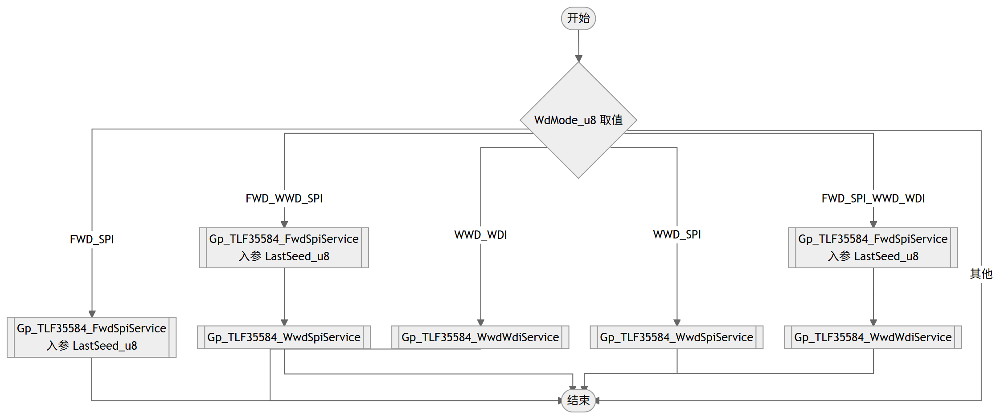 开始
WdMode_u8 取值
FWD_WWD_SPI
FWD_SPI_WWD_WDI
FWD_SPI
WWD_WDI
WWD_SPI
Gp_TLF35584_FwdSpiService
入参 LastSeed_u8
Gp_TLF35584_FwdSpiService
入参 LastSeed_u8
其他
Gp_TLF35584_FwdSpiService
入参 LastSeed_u8
Gp_TLF35584_WwdSpiService
Gp_TLF35584_WwdWdiService
Gp_TLF35584_WwdSpiService
Gp_TLF35584_WwdWdiService
结束